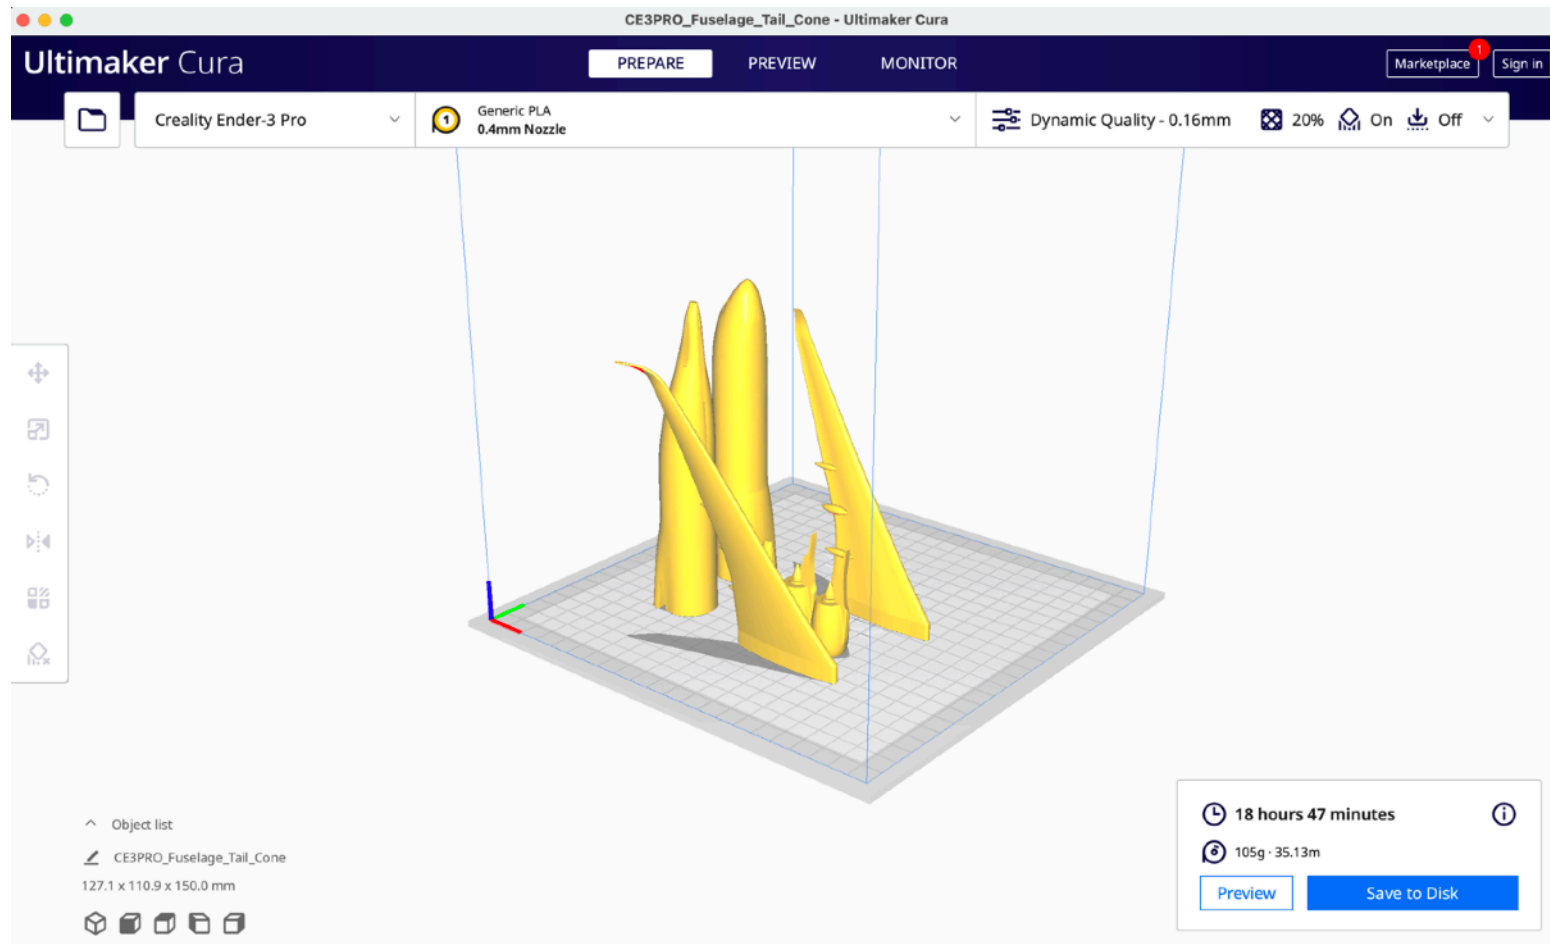 CE3PRO_Fuselage_Tail_Cone - Ultimaker Cura
Ultimaker Cura
PREPARE
PREVIEW
MONITOR
Marketplace
1
Sign in
Creality Ender-3 Pro
1
Generic PLA
0.4mm Nozzle
Dynamic Quality - 0.16mm
20%
On
Off
Object list
CE3PRO_Fuselage_Tail_Cone
127.1 x 110.9 x 150.0 mm
18 hours 47 minutes
105g · 35.13m
Preview
Save to Disk